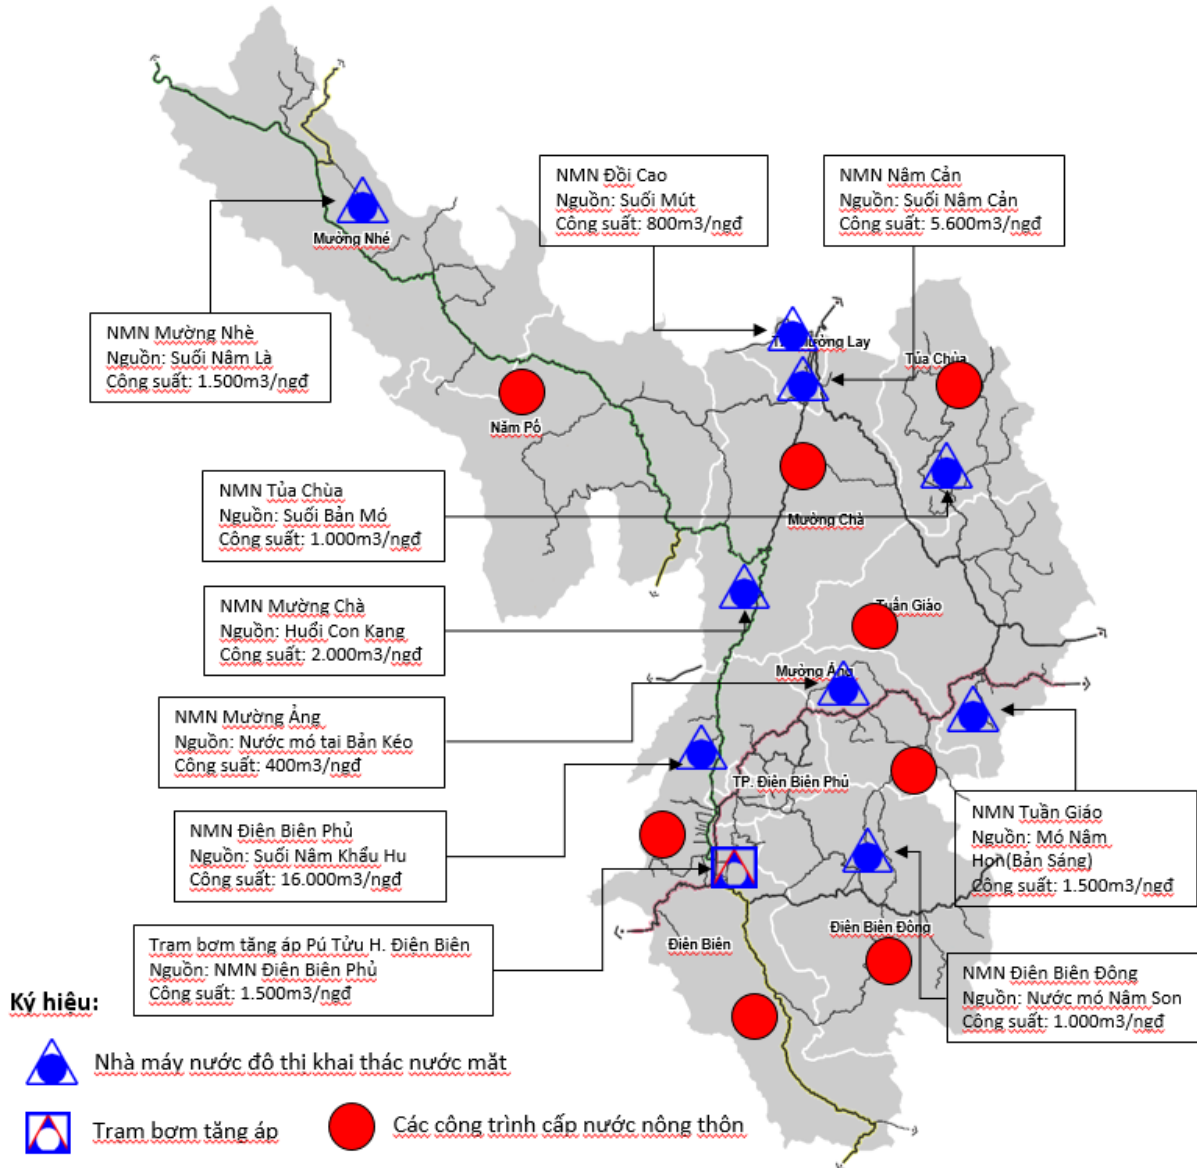 NMN Đồi Cao
Nguồn: Suối Mút
Công suất: 800m3/ngđ
NMN Nậm Cản
Nguồn: Suối Nậm Cản
Công suất: 5.600m3/ngđ
Mường Nhé
NMN Mường Nhè
Nguồn: Suối Nậm Là
Công suất: 1.500m3/ngđ
Mường Lay
Tủa Chùa
Nằm Pố
NMN Tủa Chùa
Nguồn: Suối Bản Mó
Công suất: 1.000m3/ngđ
Mường Chà
NMN Mường Chà
Nguồn: Huổi Con Kang
Công suất: 2.000m3/ngđ
Tuần Giáo
Mường Ảng
NMN Mường Ảng
Nguồn: Nước mó tại Bản Kéo
Công suất: 400m3/ngđ
TP. Điện Biên Phủ
NMN Điện Biên Phủ
Nguồn: Suối Nậm Khẩu Hu
Công suất: 16.000m3/ngđ
NMN Tuần Giáo
Nguồn: Mó Nậm
Hon(Bản Sáng)
Công suất: 1.500m3/ngđ
Điện Biên
Điện Biên Đông
Trạm bơm tăng áp Pú Tửu H. Điện Biên
Nguồn: NMN Điện Biên Phủ
Công suất: 1.500m3/ngđ
NMN Điện Biên Đông
Nguồn: Nước mó Nậm Son
Công suất: 1.000m3/ngđ
Ký hiệu:
Nhà máy nước đô thị khai thác nước mặt
Trạm bơm tăng áp
Các công trình cấp nước nông thôn